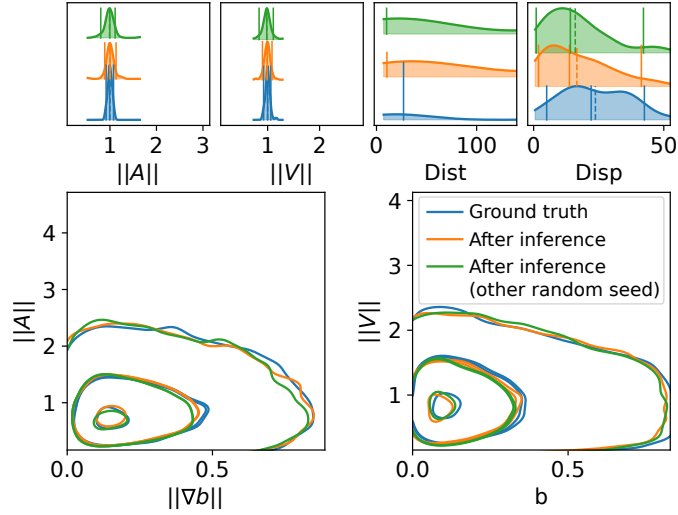 1 3
1 2
0 100
0 50
||A|| ||V|| Dist Disp
4
3
2
1
||A||
0.0 0.5
||∇b||
4
3
2
1
||V||
0.0 0.5
b
Ground truth
After inference
After inference
(other random seed)